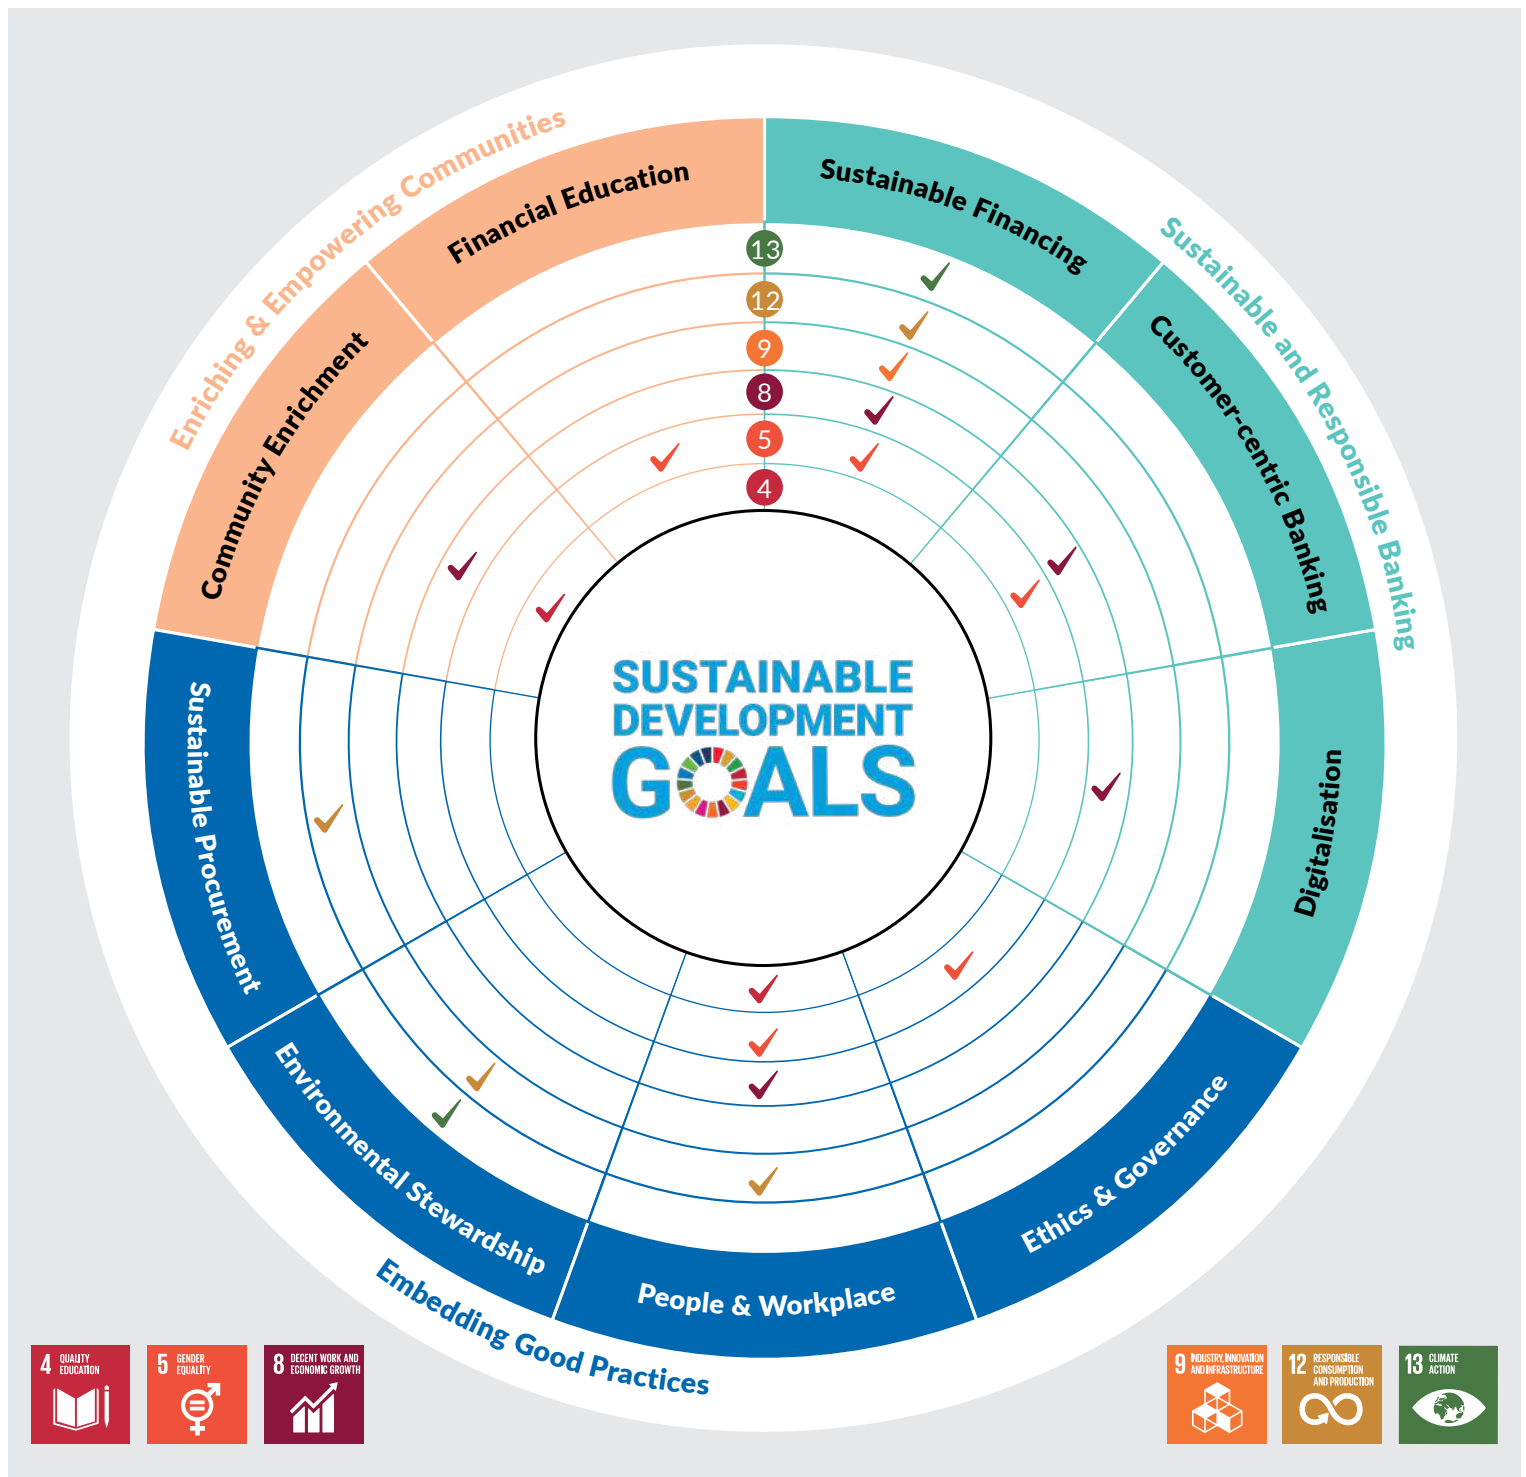 Enriching & Empowering Communities
Sustainable and Responsible Banking
Embedding Good Practices
Financial Education
Sustainable Financing
Community Enrichment
Customer-centric Banking
Sustainable Procurement
Digitalisation
Environmental Stewardship
People & Workplace
Ethics & Governance
13
12
9
8
5
4
SUSTAINABLE
DEVELOPMENT
GOALS
4 QUALITY
EDUCATION
5 GENDER
EQUALITY
8 DECENT WORK AND
ECONOMIC GROWTH
9 INDUSTRY, INNOVATION
AND INFRASTRUCTURE
12 RESPONSIBLE
CONSUMPTION
AND PRODUCTION
13 CLIMATE
ACTION